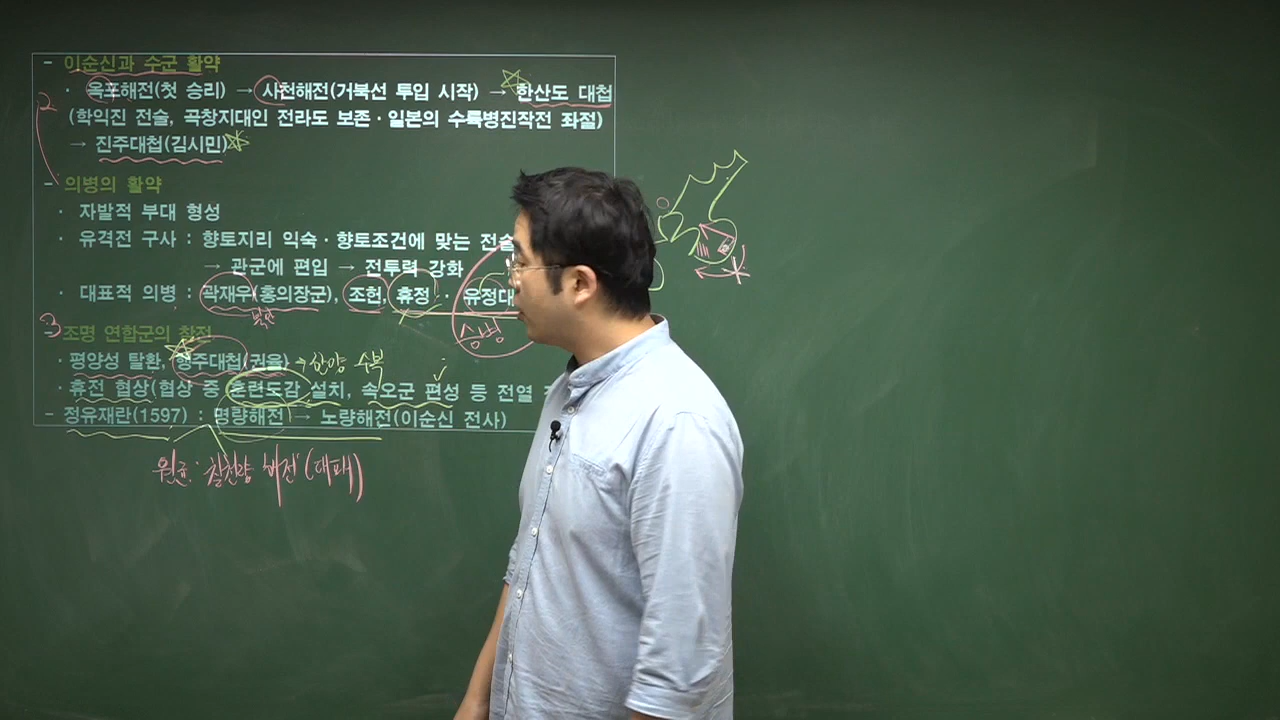 - 이순신과 수군 활약
· 옥포해전(첫 승리) → 사천해전(거북선 투입 시작) → 한산도 대첩
(학익진 전술, 곡창지대인 전라도 보존·일본의 수륙병진작전 좌절)
→ 진주대첩(김시민)
2
- 의병의 활약
· 자발적 부대 형성
· 유격전 구사 : 향토지리 익숙·향토조건에 맞는 전술
→ 관군에 편입 → 전투력 강화
· 대표적 의병 : 곽재우(홍의장군), 조헌, 휴정 · 유정대
승병
3
조명 연합군의 참전
· 평양성 탈환, 행주대첩(권율) → 한양 수복
· 휴전 협상(협상 중 훈련도감 설치, 속오군 편성 등 전열
- 정유재란(1597) : 명량해전 → 노량해전(이순신 전사)
원균: 칠천량 해전 (대패)